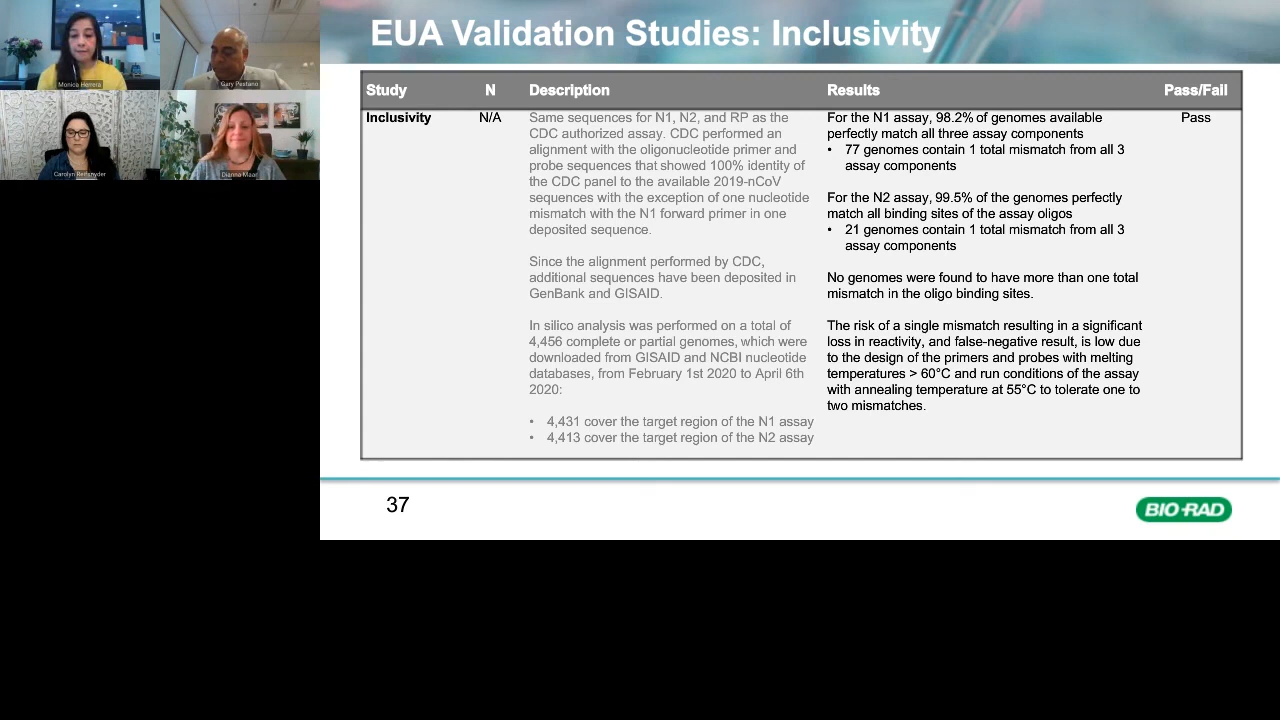 Monica Herrera
Gary Pestano
Carolyn Reifsnyder
Dianna Maar
EUA Validation Studies: Inclusivity
Study N Description Results Pass/Fail
Inclusivity N/A
Same sequences for N1, N2, and RP as the
CDC authorized assay. CDC performed an
alignment with the oligonucleotide primer and
probe sequences that showed 100% identity of
the CDC panel to the available 2019-nCoV
sequences with the exception of one nucleotide
mismatch with the N1 forward primer in one
deposited sequence.
Since the alignment performed by CDC,
additional sequences have been deposited in
GenBank and GISAID.
In silico analysis was performed on a total of
4,456 complete or partial genomes, which were
downloaded from GISAID and NCBI nucleotide
databases, from February 1st 2020 to April 6th
2020:
• 4,431 cover the target region of the N1 assay
• 4,413 cover the target region of the N2 assay
For the N1 assay, 98.2% of genomes available
perfectly match all three assay components
• 77 genomes contain 1 total mismatch from all 3
assay components
For the N2 assay, 99.5% of the genomes perfectly
match all binding sites of the assay oligos
• 21 genomes contain 1 total mismatch from all 3
assay components
No genomes were found to have more than one total
mismatch in the oligo binding sites.
The risk of a single mismatch resulting in a significant
loss in reactivity, and false-negative result, is low due
to the design of the primers and probes with melting
temperatures > 60°C and run conditions of the assay
with annealing temperature at 55°C to tolerate one to
two mismatches.
Pass
37
BIO-RAD